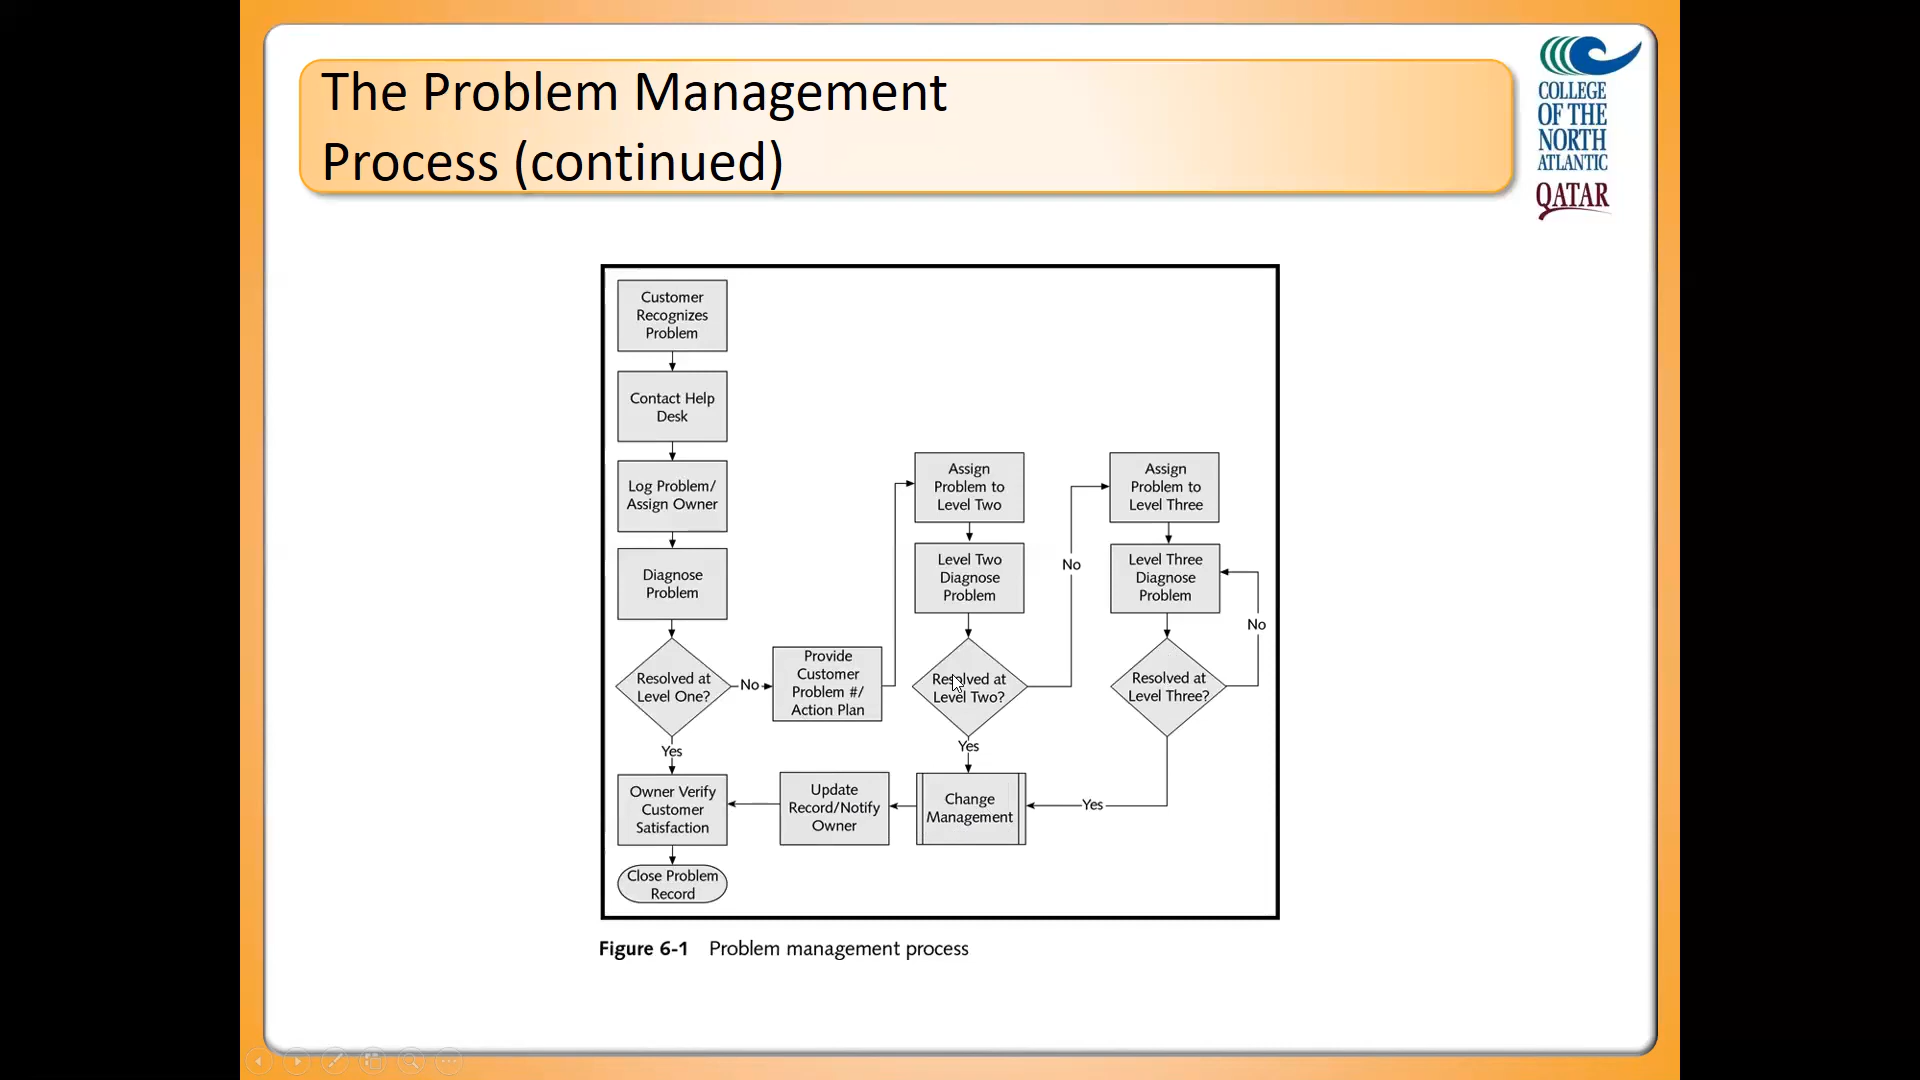 The Problem Management
Process (continued)
COLLEGE
OF THE
NORTH
ATLANTIC
QATAR
Customer
Recognizes
Problem
Contact Help
Desk
Log Problem/
Assign Owner
Diagnose
Problem
Resolved at
Level One?
No
Yes
Provide
Customer
Problem #/
Action Plan
Assign
Problem to
Level Two
Level Two
Diagnose
Problem
Resolved at
Level Two?
No
Yes
Assign
Problem to
Level Three
Level Three
Diagnose
Problem
Resolved at
Level Three?
No
Yes
Change
Management
Update
Record/Notify
Owner
Owner Verify
Customer
Satisfaction
Close Problem
Record
Figure 6-1 Problem management process